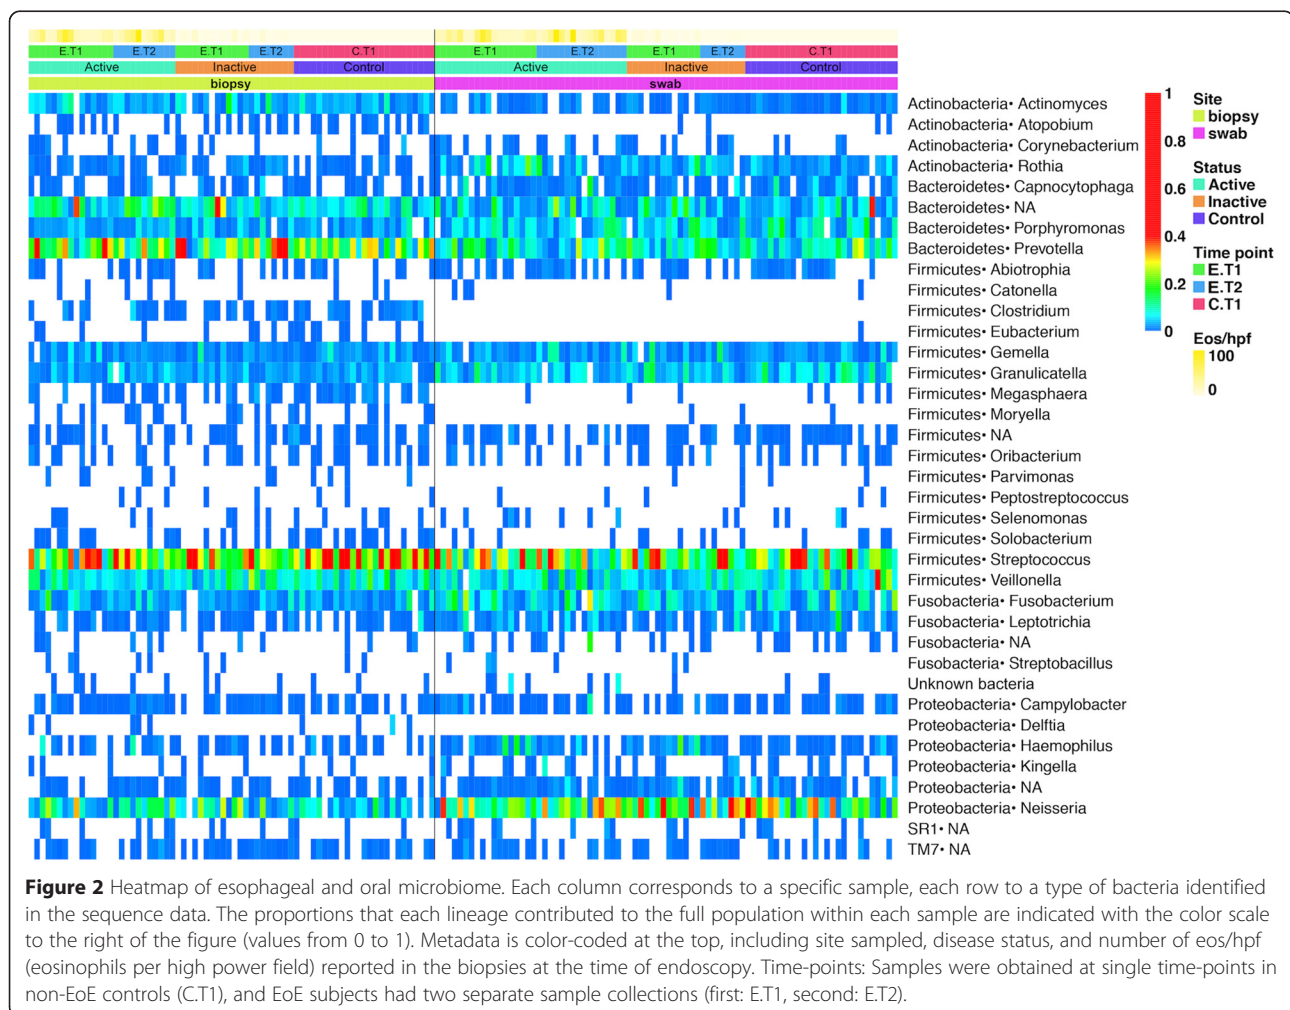 E.T1 E.T2 E.T1 E.T2 C.T1 E.T1 E.T2 E.T1 E.T2 C.T1
Active Inactive Control Active Inactive Control
biopsy swab
Actinobacteria• Actinomyces
Actinobacteria• Atopobium
Actinobacteria• Corynebacterium
Actinobacteria• Rothia
Bacteroidetes• Capnocytophaga
Bacteroidetes• NA
Bacteroidetes• Porphyromonas
Bacteroidetes• Prevotella
Firmicutes• Abiotrophia
Firmicutes• Catonella
Firmicutes• Clostridium
Firmicutes• Eubacterium
Firmicutes• Gemella
Firmicutes• Granulicatella
Firmicutes• Megasphaera
Firmicutes• Moryella
Firmicutes• NA
Firmicutes• Oribacterium
Firmicutes• Parvimonas
Firmicutes• Peptostreptococcus
Firmicutes• Selenomonas
Firmicutes• Solobacterium
Firmicutes• Streptococcus
Firmicutes• Veillonella
Fusobacteria• Fusobacterium
Fusobacteria• Leptotrichia
Fusobacteria• NA
Fusobacteria• Streptobacillus
Unknown bacteria
Proteobacteria• Campylobacter
Proteobacteria• Delftia
Proteobacteria• Haemophilus
Proteobacteria• Kingella
Proteobacteria• NA
Proteobacteria• Neisseria
SR1• NA
TM7• NA
1
0.8
0.6
0.4
0.2
0
Site
biopsy
swab
Status
Active
Inactive
Control
Time point
E.T1
E.T2
C.T1
Eos/hpf
100
0
Figure 2 Heatmap of esophageal and oral microbiome. Each column corresponds to a specific sample, each row to a type of bacteria identified
in the sequence data. The proportions that each lineage contributed to the full population within each sample are indicated with the color scale
to the right of the figure (values from 0 to 1). Metadata is color-coded at the top, including site sampled, disease status, and number of eos/hpf
(eosinophils per high power field) reported in the biopsies at the time of endoscopy. Time-points: Samples were obtained at single time-points in
non-EoE controls (C.T1), and EoE subjects had two separate sample collections (first: E.T1, second: E.T2).